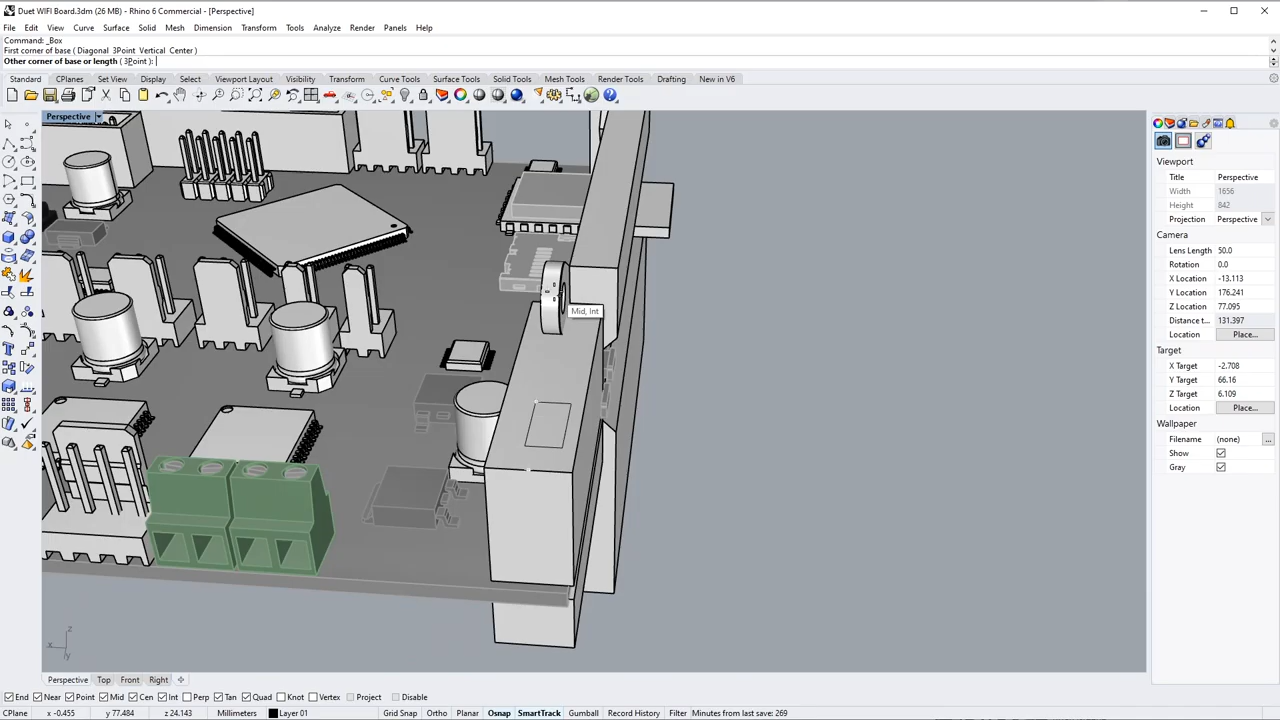 Duet WIFI Board.3dm (26 MB) - Rhino 6 Commercial - [Perspective]
File Edit View Curve Surface Solid Mesh Dimension Transform Tools Analyze Render Panels Help
Command: _Box
First corner of base ( Diagonal 3Point Vertical Center )
Other corner of base or length ( 3Point ):
Standard CPlanes Set View Display Select Viewport Layout Visibility Transform Curve Tools Surface Tools Solid Tools Mesh Tools Render Tools Drafting New in V6
Perspective
Viewport
Title Perspective
Width 1656
Height 842
Projection Perspective
Camera
Lens Length 50.0
Rotation 0.0
X Location -13.113
Y Location 176.241
Z Location 77.095
Distance t... 131.397
Location Place...
Target
X Target -2.708
Y Target 66.16
Z Target 6.109
Location Place...
Wallpaper
Filename (none) ...
Show
Gray
Mid, Int
z
x
y
Perspective Top Front Right
End Near Point Mid Cen Int Perp Tan Quad Knot Vertex Project Disable
CPlane x -0.455 y 77.484 z 24.143 Millimeters Layer 01 Grid Snap Ortho Planar Osnap SmartTrack Gumball Record History Filter Minutes from last save: 269